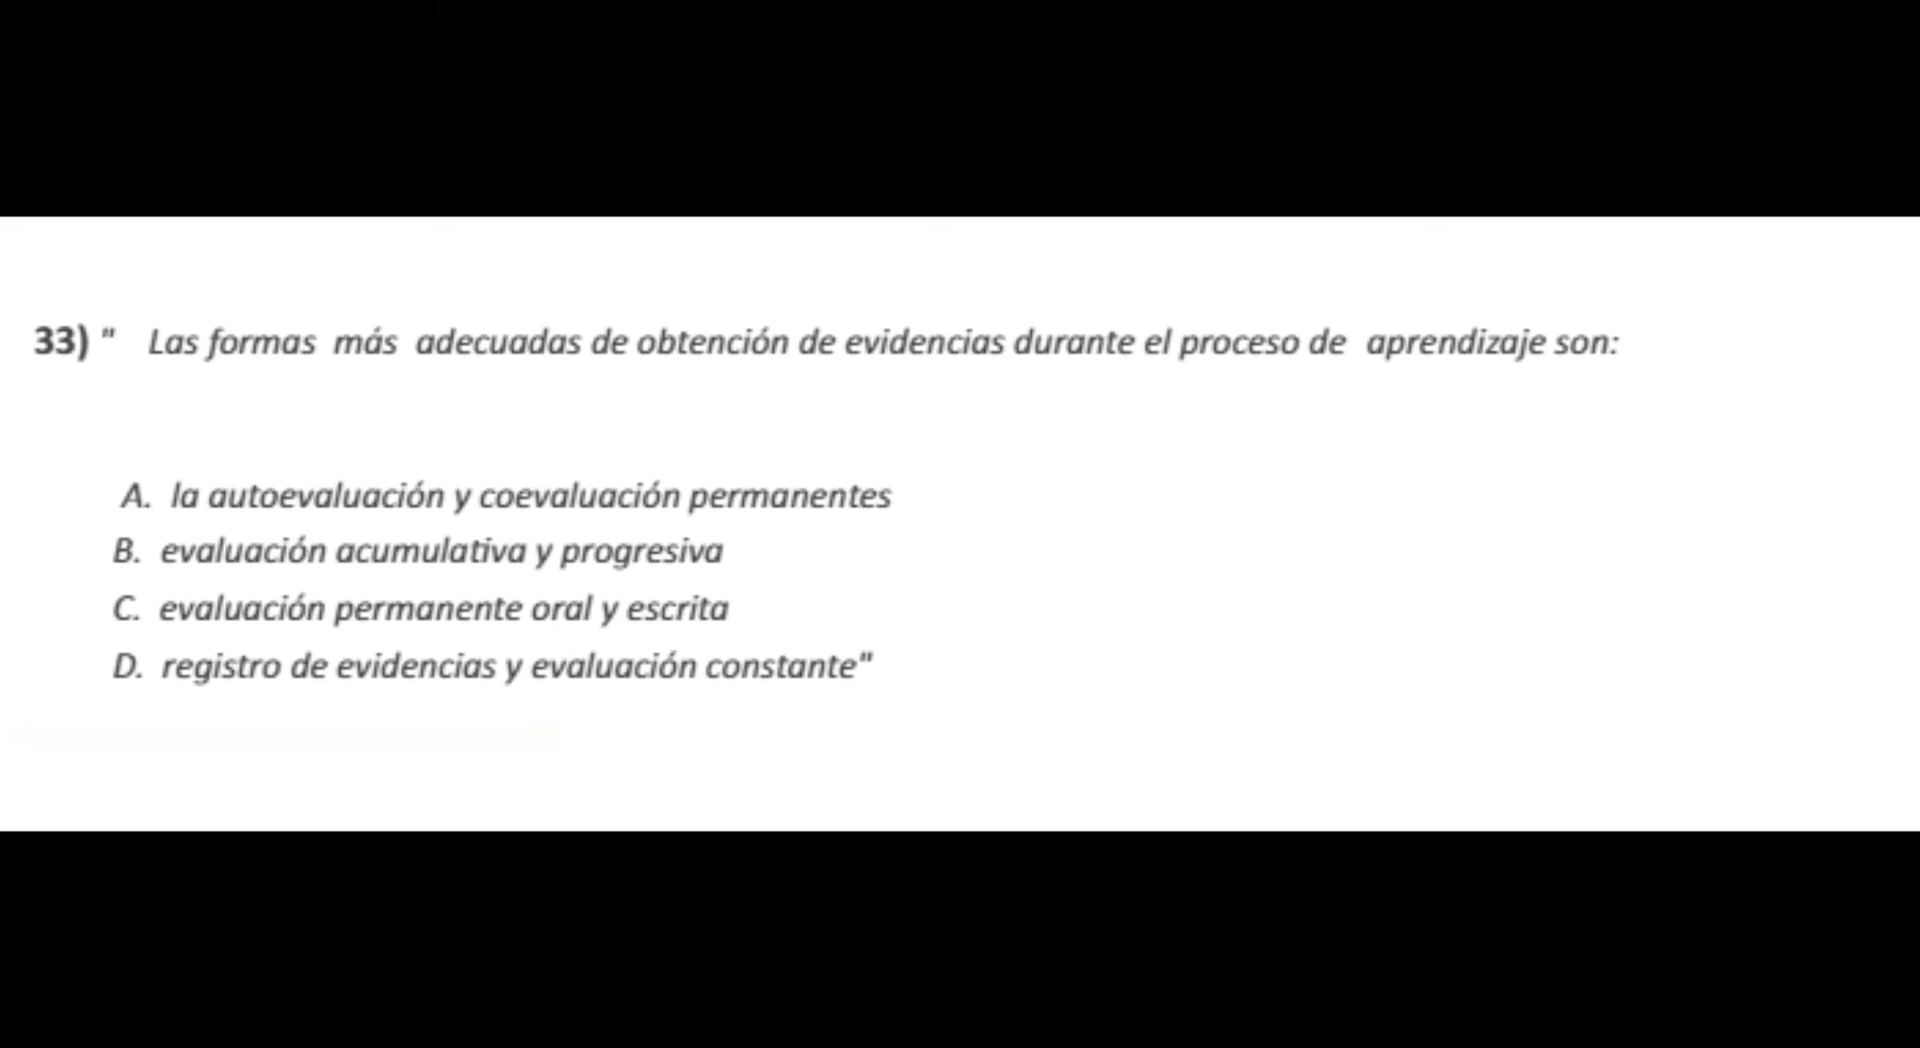 33) " Las formas más adecuadas de obtención de evidencias durante el proceso de aprendizaje son:
A. la autoevaluación y coevaluación permanentes
B. evaluación acumulativa y progresiva
C. evaluación permanente oral y escrita
D. registro de evidencias y evaluación constante"